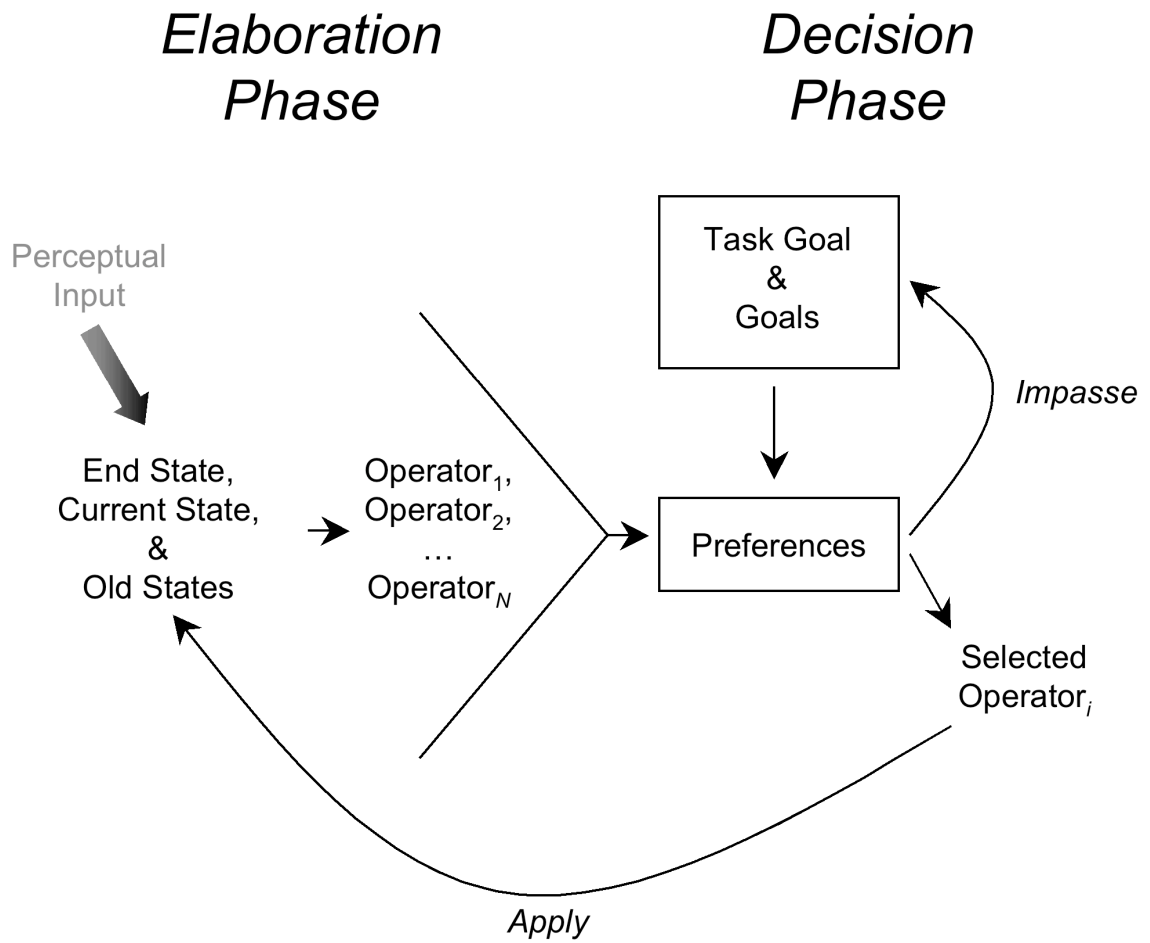 Elaboration
Phase
Decision
Phase
Perceptual
Input
End State,
Current State,
&
Old States
Operator1,
Operator2,
…
OperatorN
Task Goal
&
Goals
Preferences
Impasse
Selected
Operatori
Apply